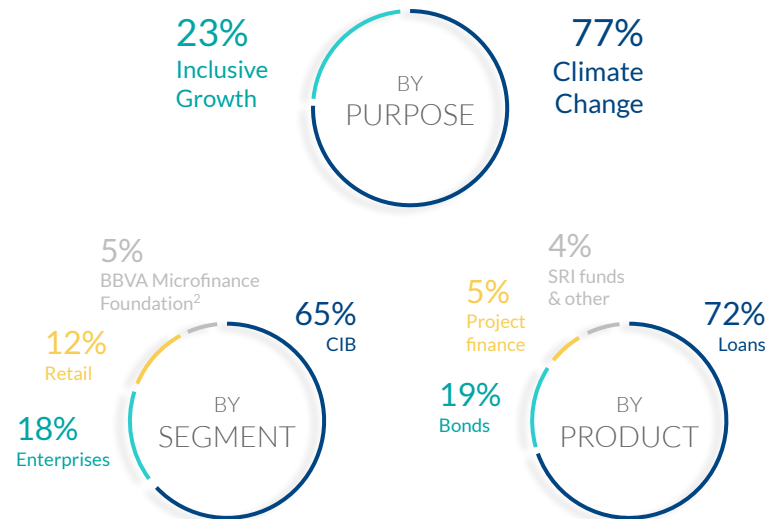 23%
Inclusive
Growth
BY
PURPOSE
77%
Climate
Change
5%
BBVA Microfinance
Foundation²
12%
Retail
18%
Enterprises
65%
CIB
BY
SEGMENT
4%
SRI funds
& other
5%
Project
finance
19%
Bonds
72%
Loans
BY
PRODUCT